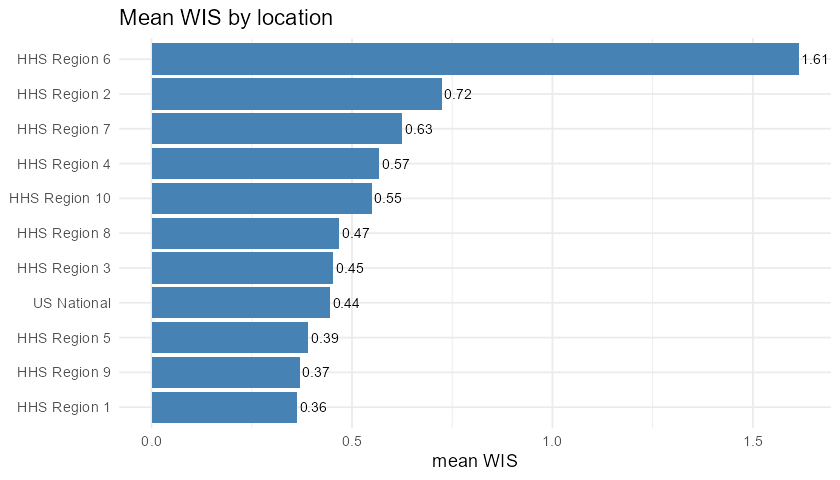 Mean WIS by location
HHS Region 6 1.61
HHS Region 2 0.72
HHS Region 7 0.63
HHS Region 4 0.57
HHS Region 10 0.55
HHS Region 8 0.47
HHS Region 3 0.45
US National 0.44
HHS Region 5 0.39
HHS Region 9 0.37
HHS Region 1 0.36
0.0 0.5 1.0 1.5
mean WIS